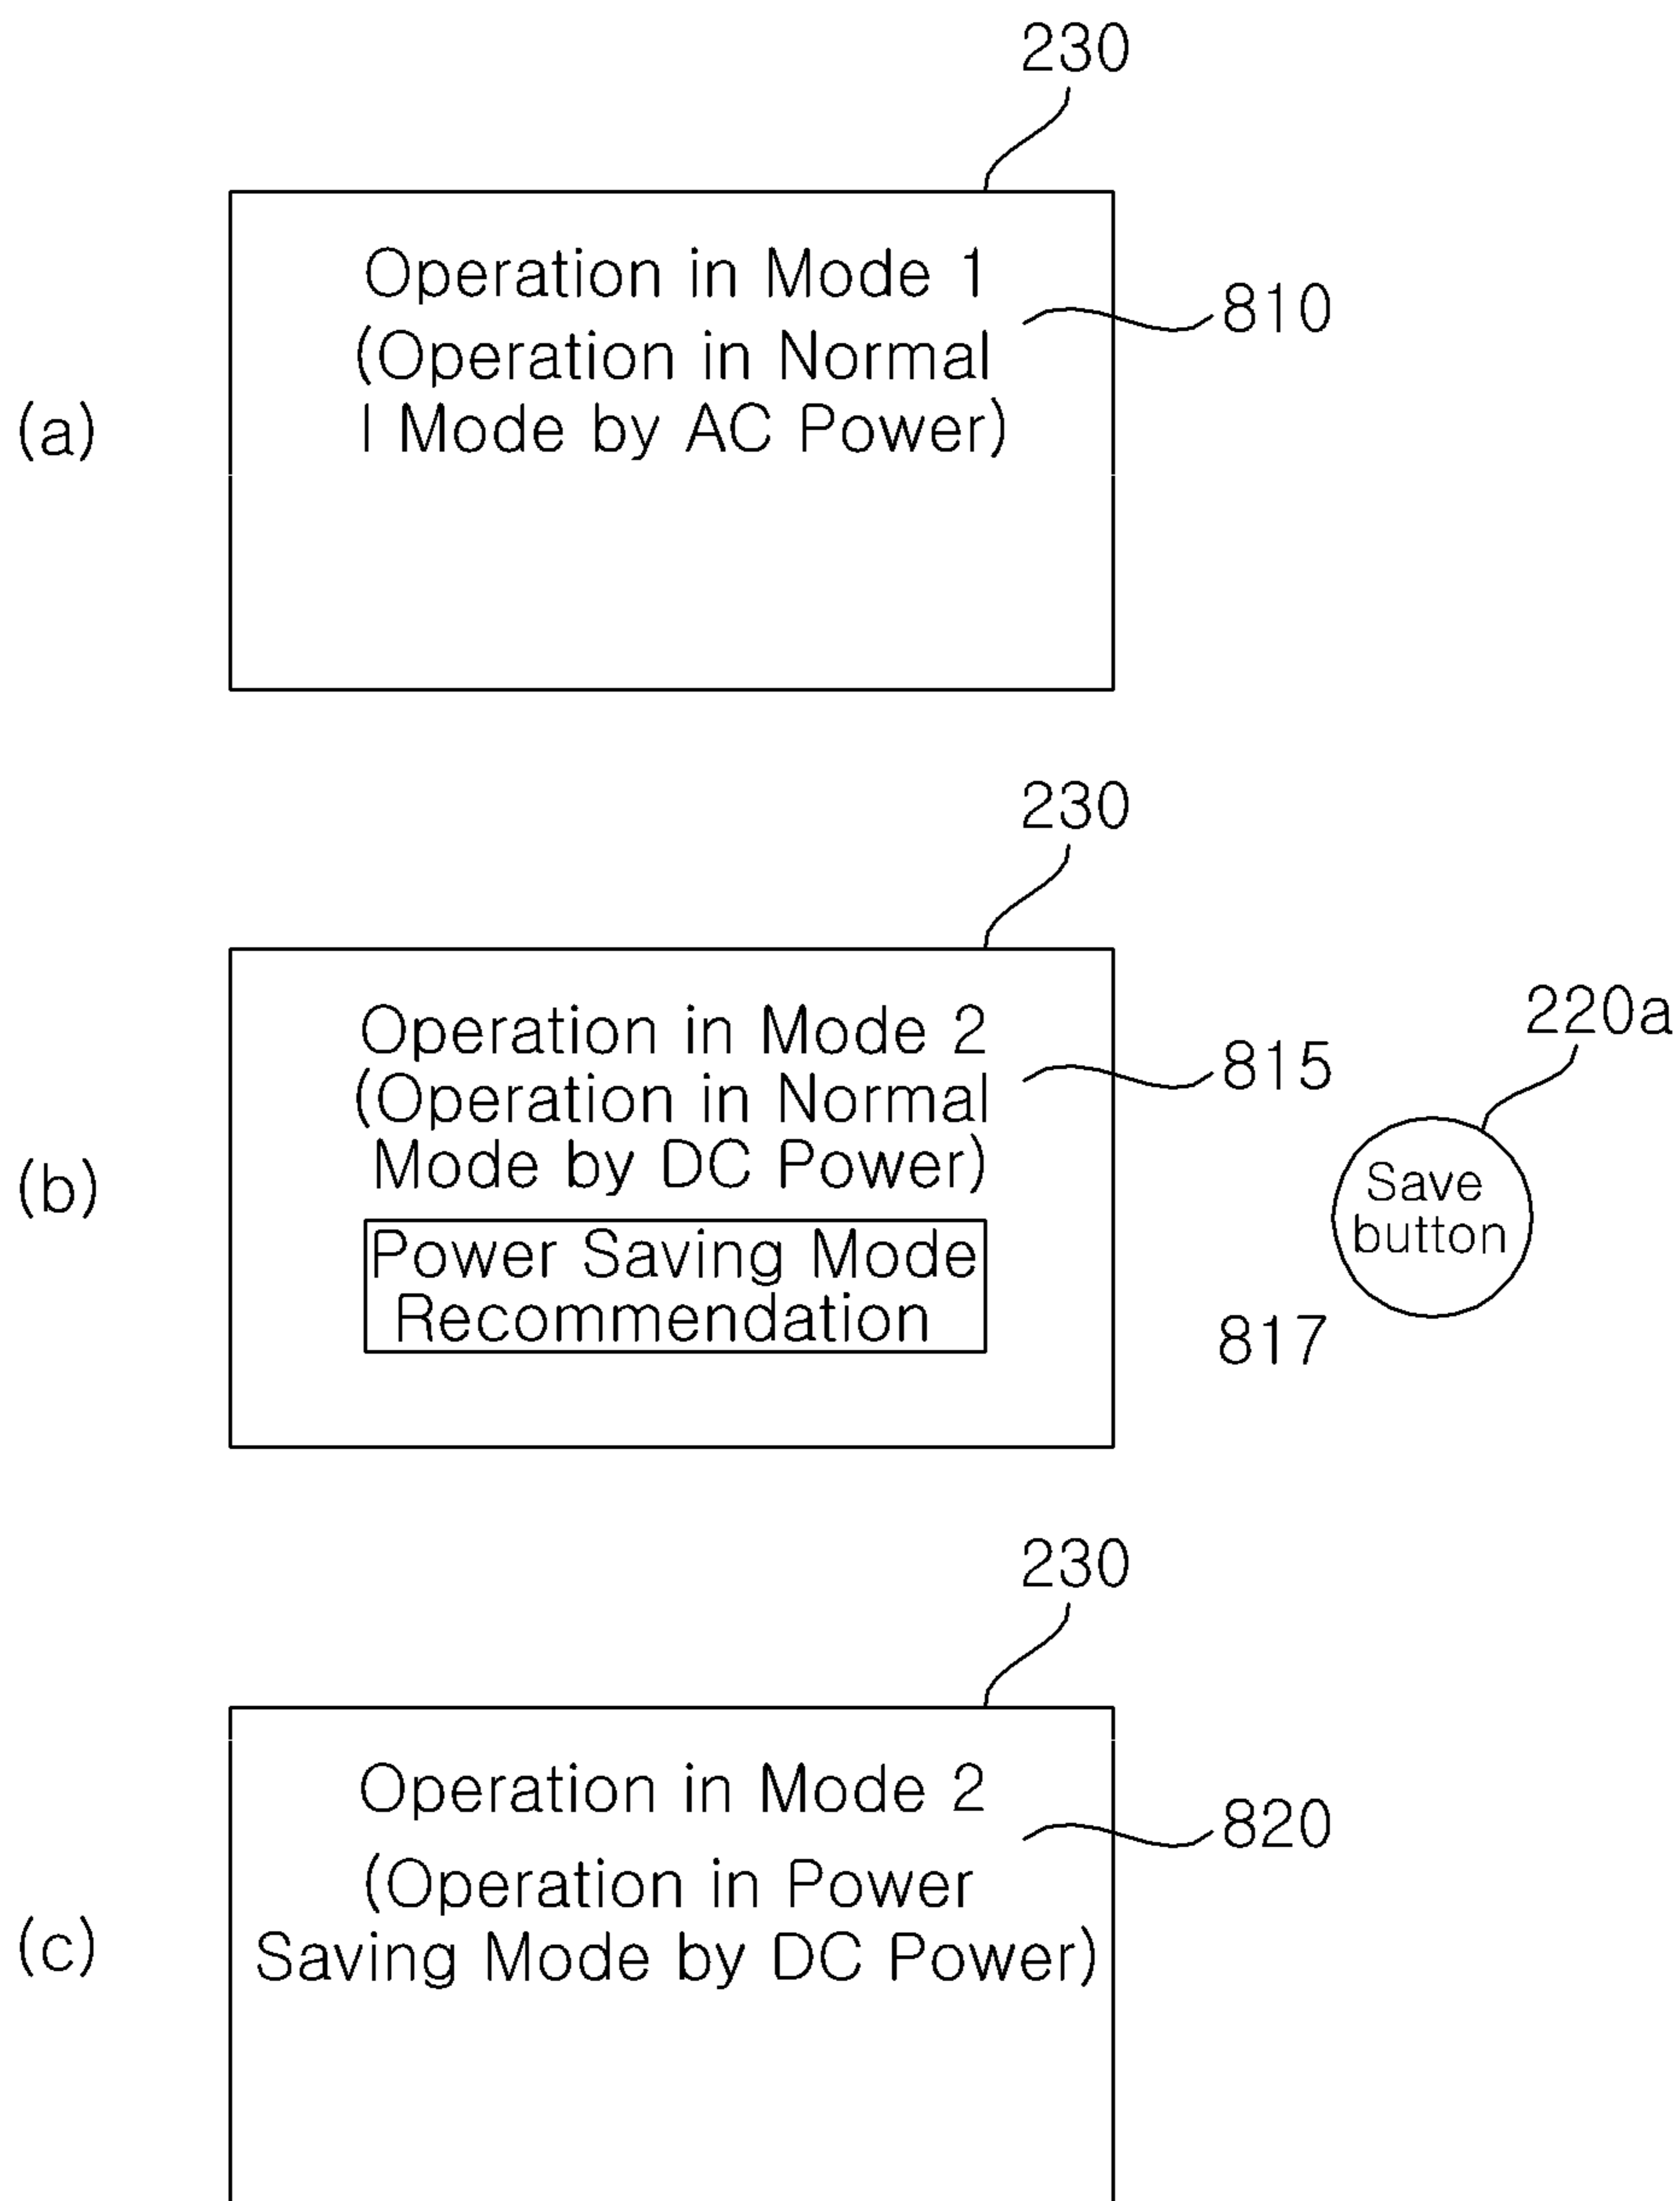 230
Operation in Mode 1
810
(Operation in Normal
(a)
l Mode by AC Power)
230
220a
Operation in Mode 2
815
(Operation in Normal
Mode by DC Power)
(b)
Save
button
Power Saving Mode
Recommendation
817
230
Operation in Mode 2
820
(Operation in Power
(c)
Saving Mode by DC Power)